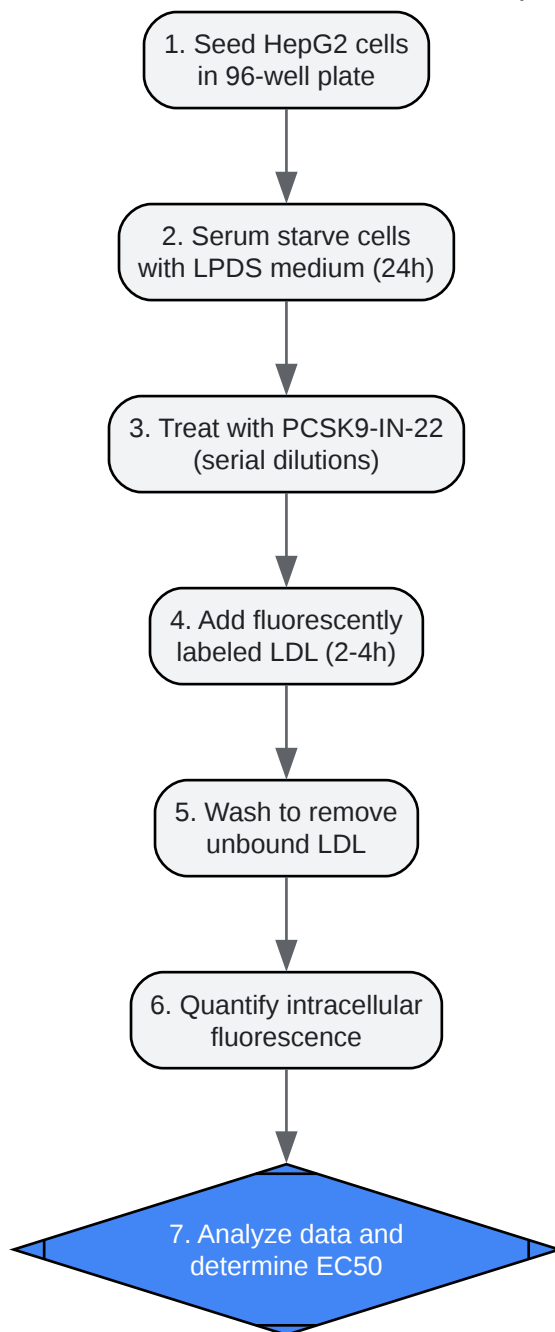 1. Seed HepG2 cells
in 96-well plate
2. Serum starve cells
with LPDS medium (24h)
3. Treat with PCSK9-IN-22
(serial dilutions)
4. Add fluorescently
labeled LDL (2-4h)
5. Wash to remove
unbound LDL
6. Quantify intracellular
fluorescence
7. Analyze data and
determine EC50